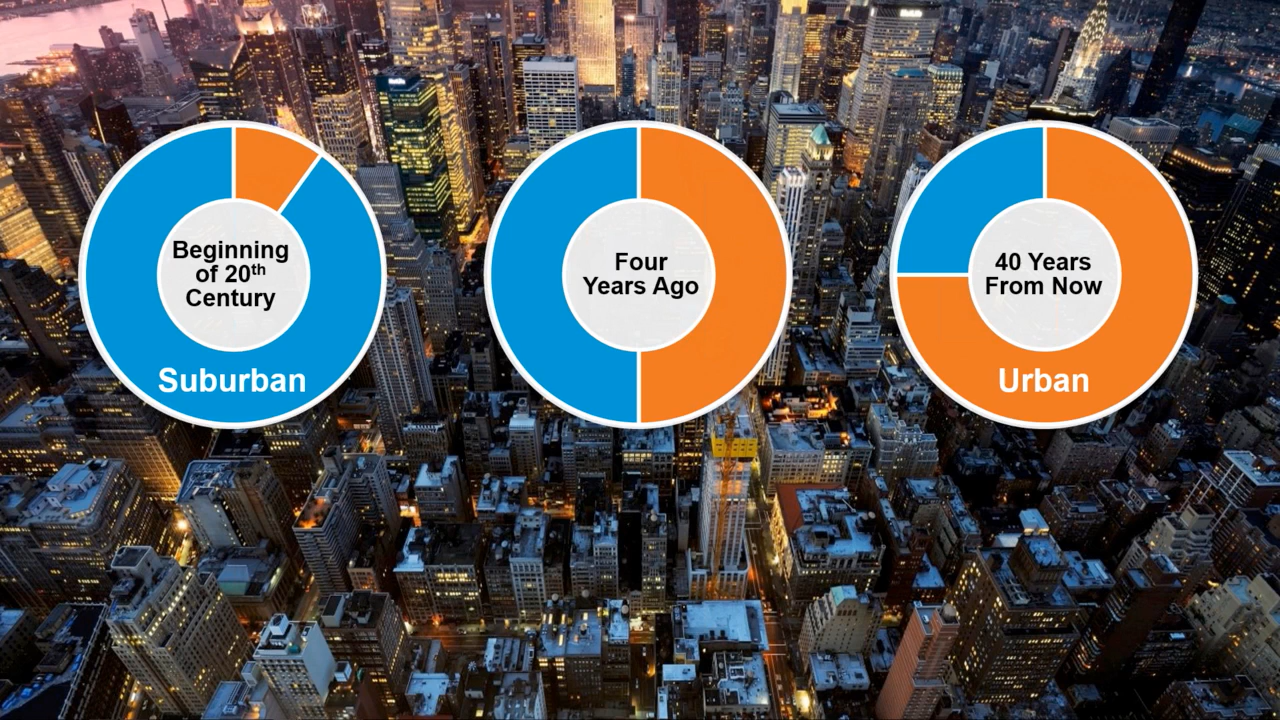 Beginning
of 20th
Century
Suburban
Four
Years Ago
40 Years
From Now
Urban